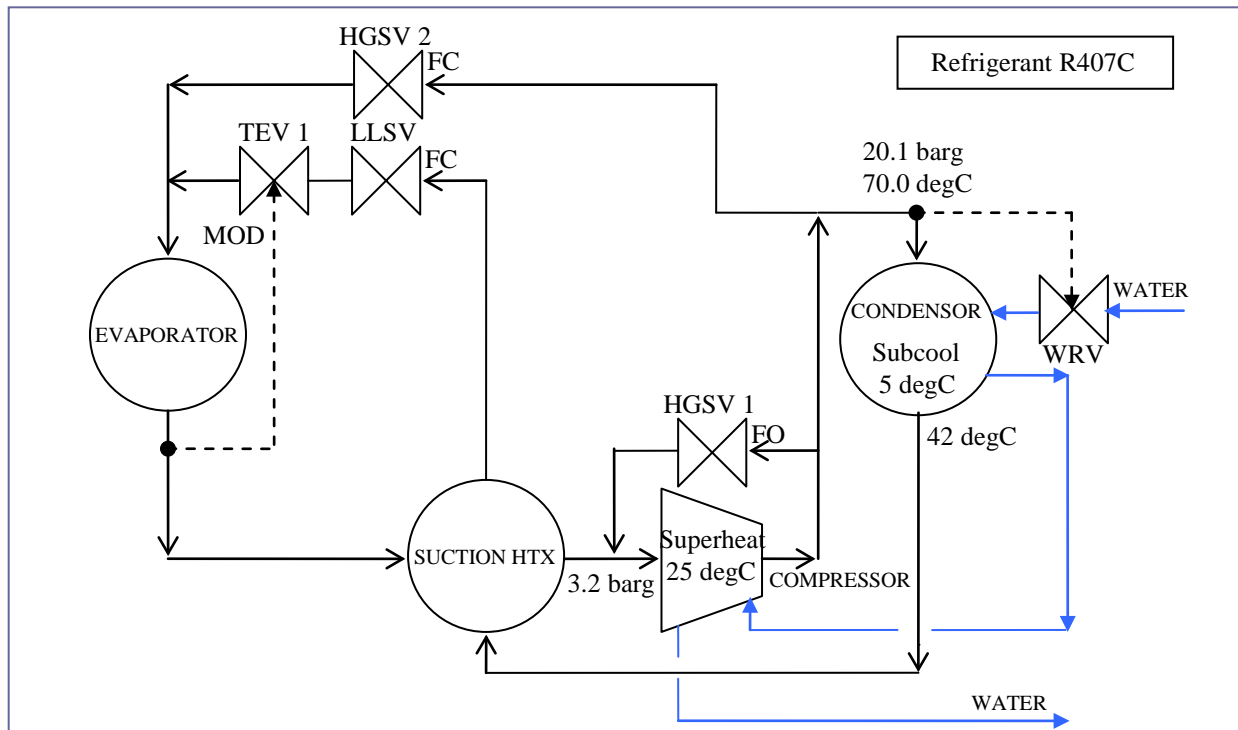 HGSV 2
FC
Refrigerant R407C
TEV 1
LLSV
FC
20.1 barg
70.0 degC
MOD
WATER
EVAPORATOR
CONDENSOR
Subcool
5 degC
WRV
HGSV 1
FO
42 degC
SUCTION HTX
3.2 barg
Superheat
25 degC
COMPRESSOR
WATER